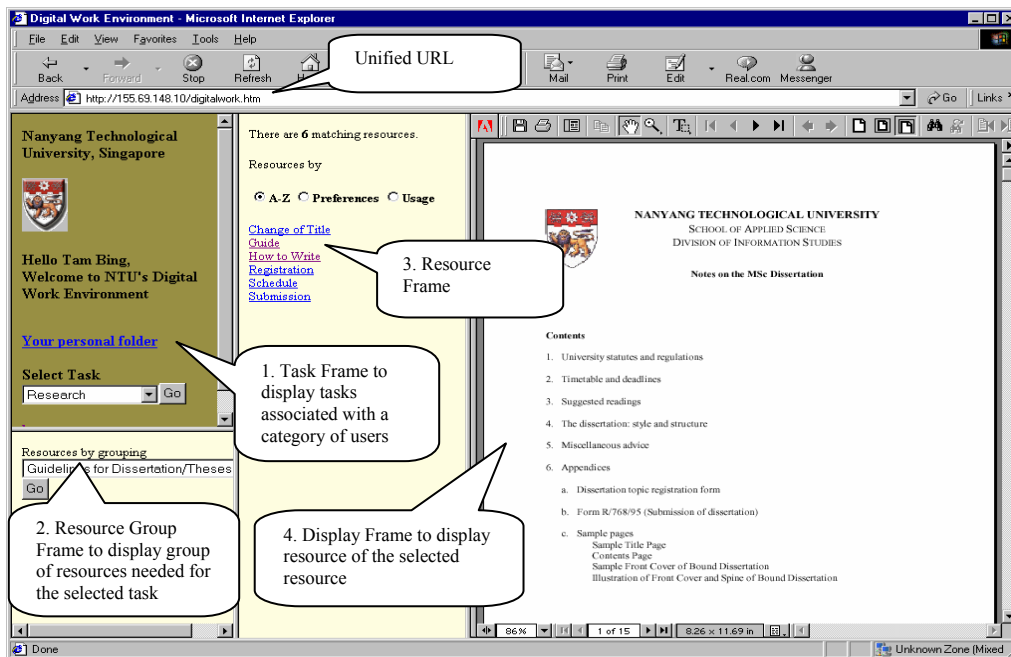 Digital Work Environment - Microsoft Internet Explorer
File Edit View Favorites Tools Help
Back Forward Stop Refresh Mail Print Edit Real.com Messenger
Unified URL
Address http://155.69.148.10/digitalwork.htm Go Links
Nanyang Technological
University, Singapore
Hello Tam Bing,
Welcome to NTU's Digital
Work Environment
Your personal folder
Select Task
Research Go
1. Task Frame to
display tasks
associated with a
category of users
Resources by grouping
Guidelines for Dissertation/Theses
Go
2. Resource Group
Frame to display group
of resources needed for
the selected task
There are 6 matching resources.
Resources by
A-Z Preferences Usage
Change of Title
Guide
How to Write
Registration
Schedule
Submission
3. Resource
Frame
4. Display Frame to display
resource of the selected
resource
NANYANG TECHNOLOGICAL UNIVERSITY
SCHOOL OF APPLIED SCIENCE
DIVISION OF INFORMATION STUDIES
Notes on the MSc Dissertation
Contents
1. University statutes and regulations
2. Timetable and deadlines
3. Suggested readings
4. The dissertation: style and structure
5. Miscellaneous advice
6. Appendices
a. Dissertation topic registration form
b. Form R/768/95 (Submission of dissertation)
c. Sample pages
Sample Title Page
Contents Page
Sample Front Cover of Bound Dissertation
Illustration of Front Cover and Spine of Bound Dissertation
86% 1 of 15 8.26 x 11.69 in
Done Unknown Zone (Mixed